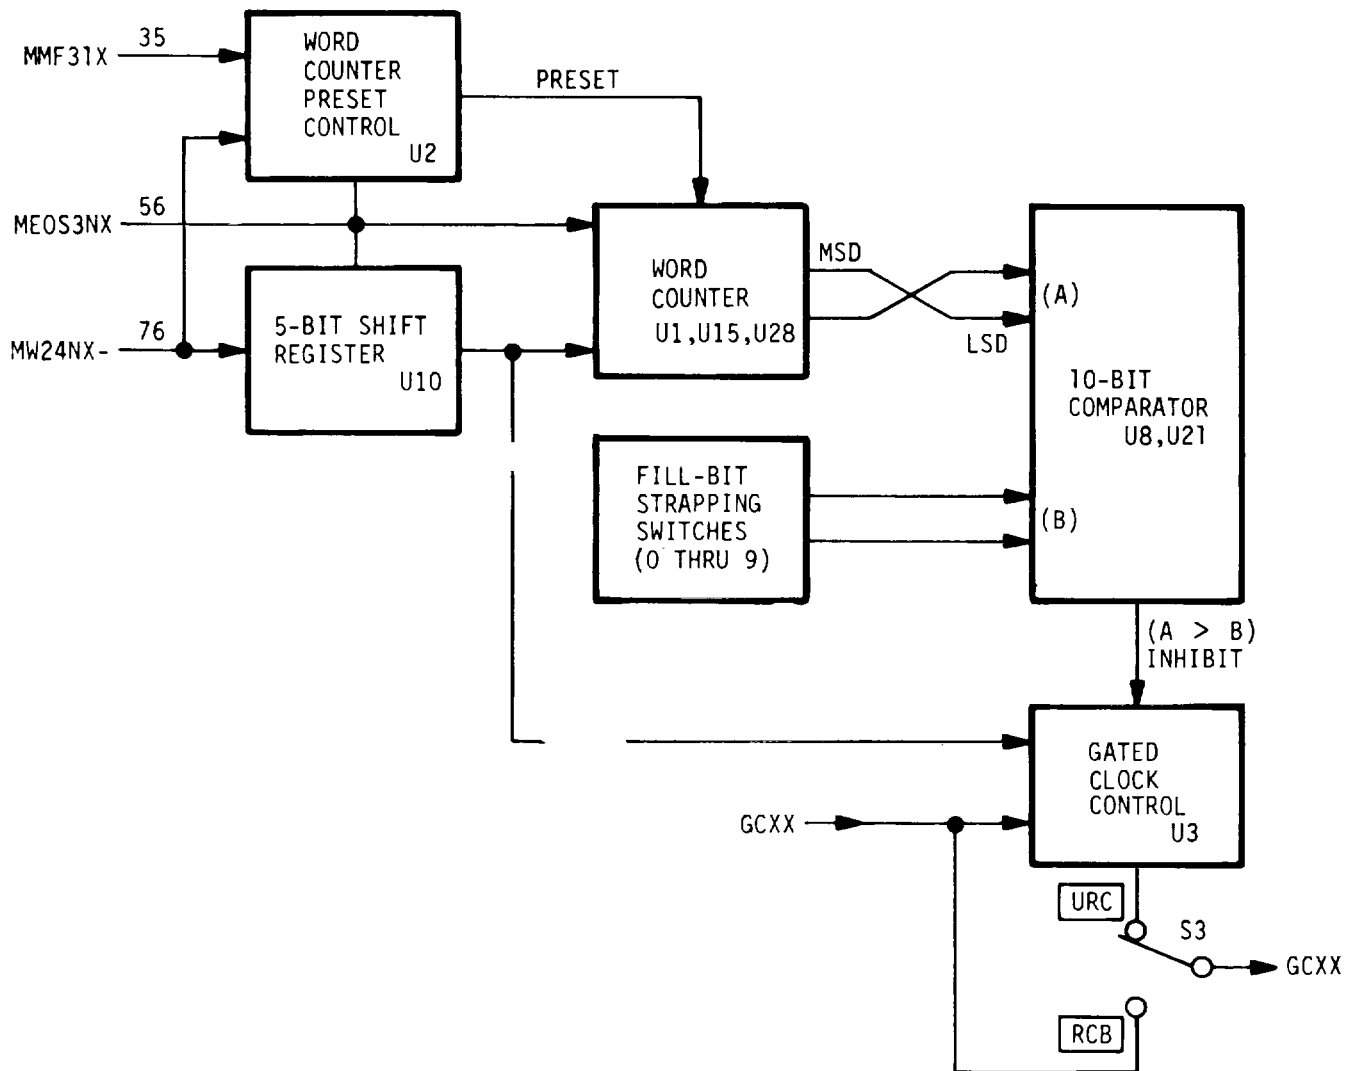 MMF31X
35
WORD
COUNTER
PRESET
CONTROL
U2
PRESET
MEOS3NX
56
MW24NX-
76
5-BIT SHIFT
REGISTER
U10
WORD
COUNTER
U1,U15,U28
MSD
LSD
(A)
10-BIT
COMPARATOR
U8,U21
(B)
FILL-BIT
STRAPPING
SWITCHES
(0 THRU 9)
(A > B)
INHIBIT
GATED
CLOCK
CONTROL
U3
GCXX
URC
S3
GCXX
RCB